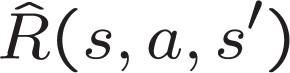 R̂(s, a, s′)